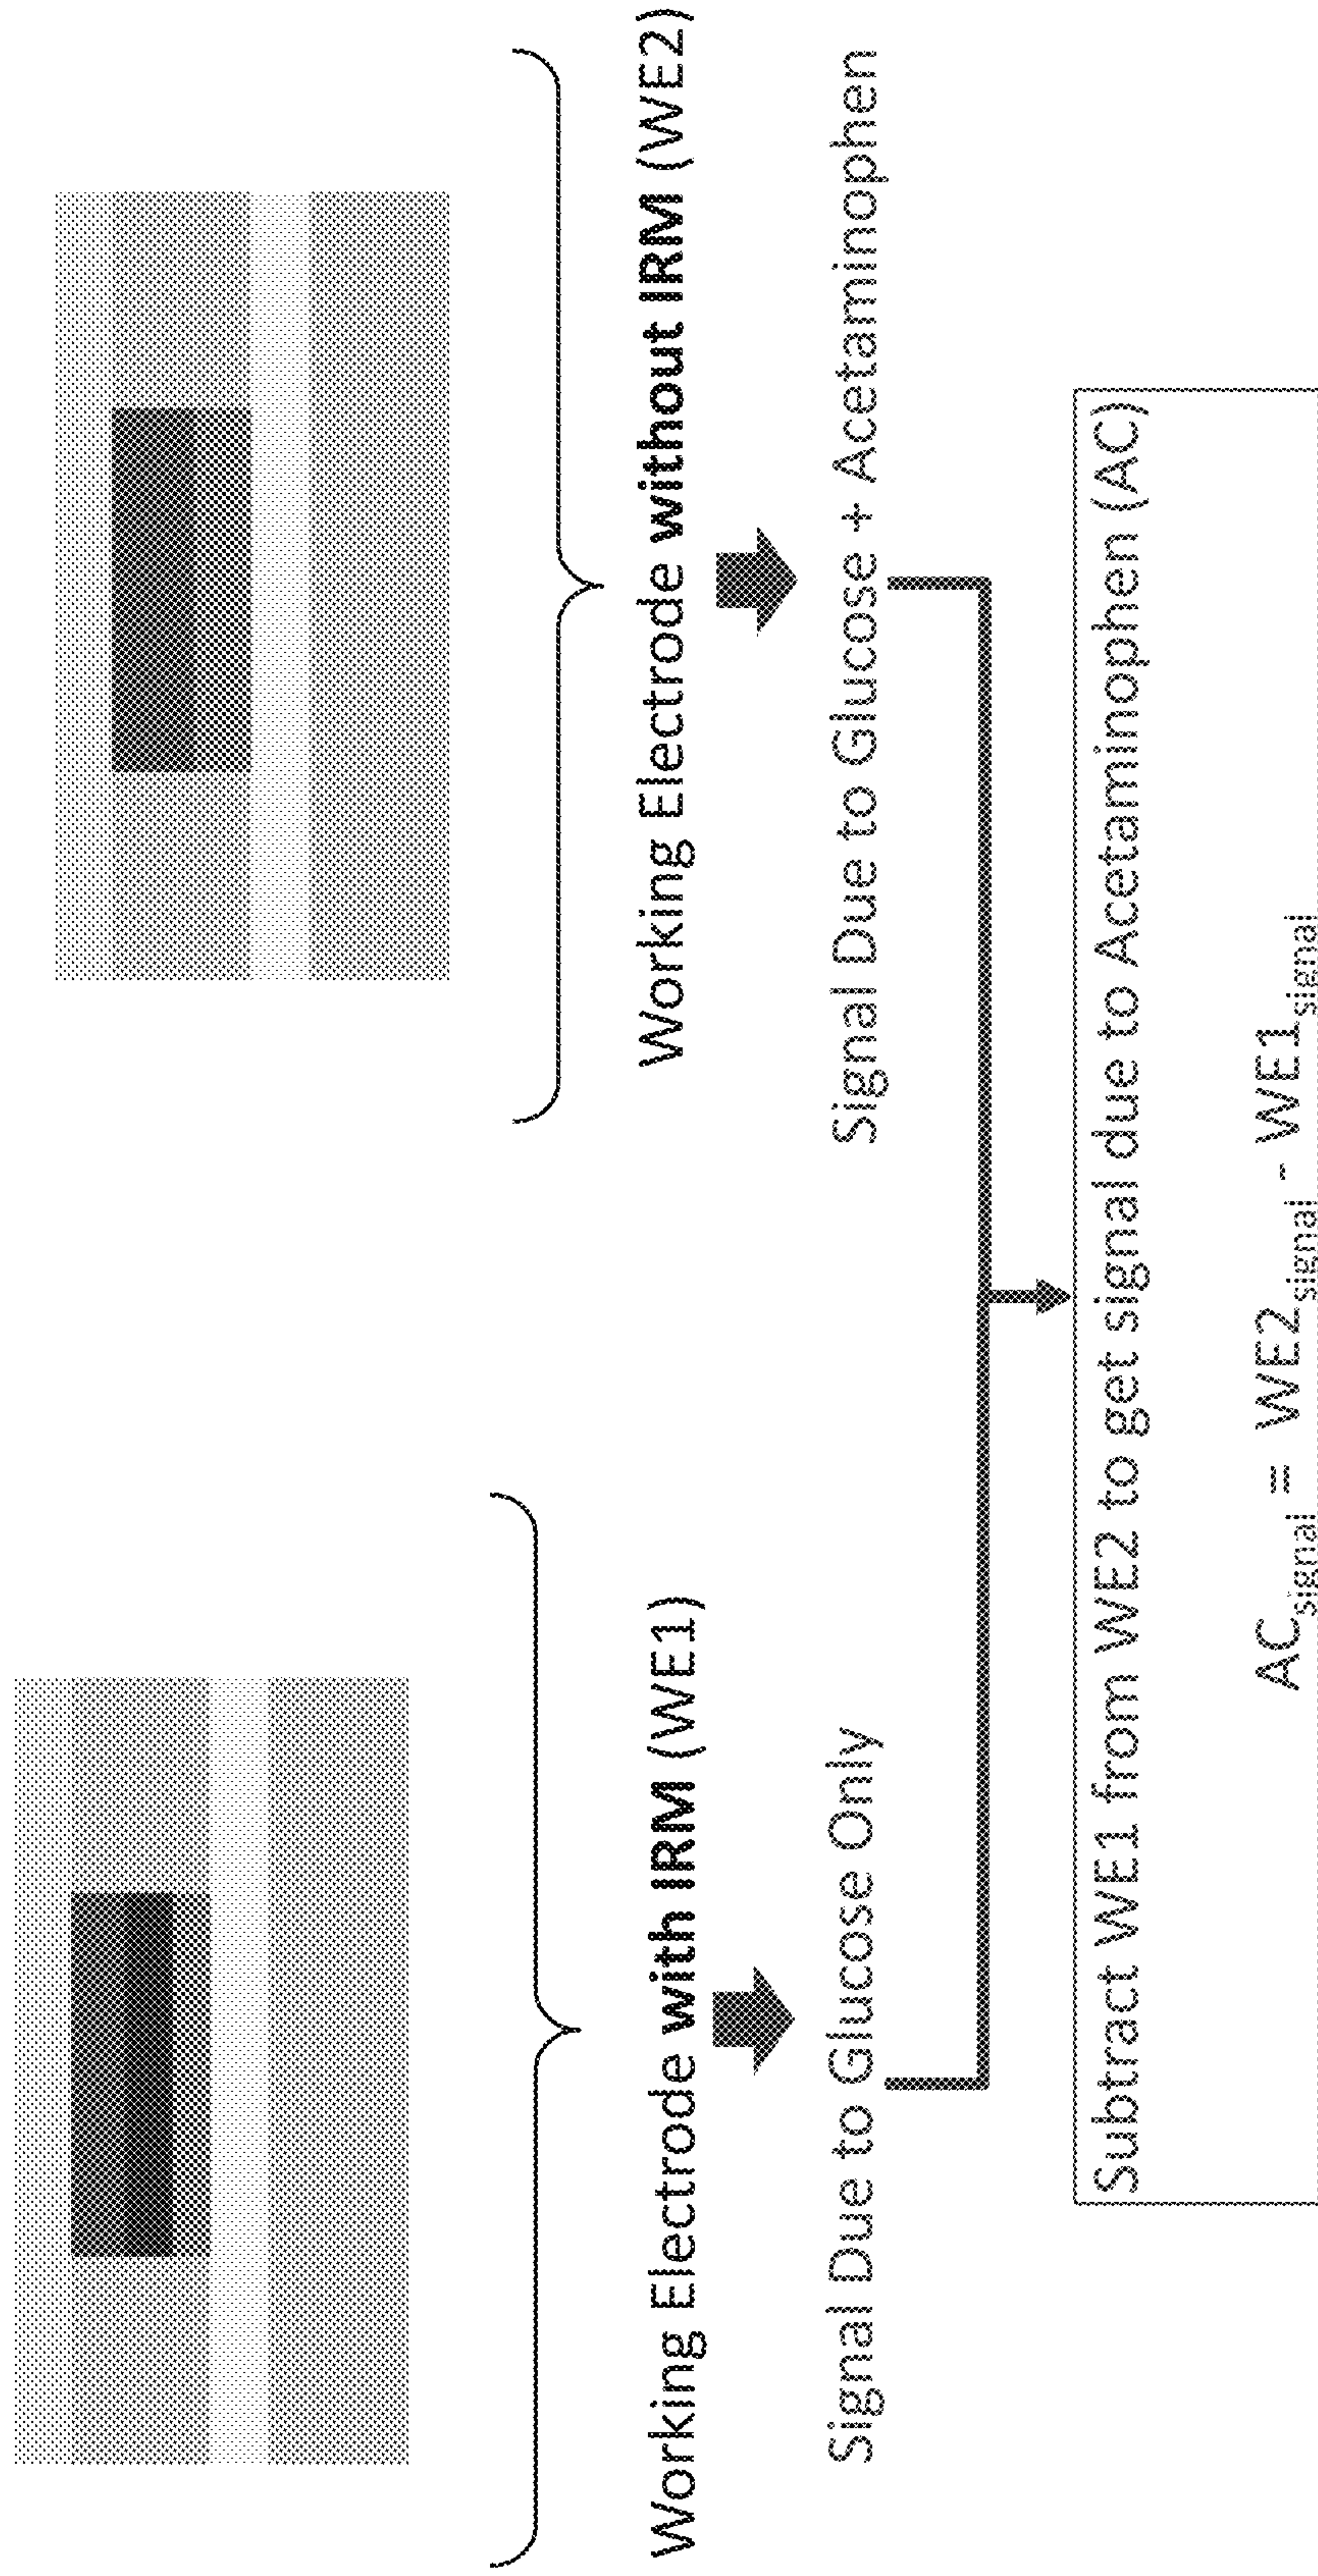 Working Electrode with IRM (WE1)
Working Electrode without IRM (WE2)
Signal Due to Glucose Only
Signal Due to Glucose + Acetaminophen
Subtract WE1 from WE2 to get signal due to Acetaminophen (AC)
ACsignal = WE2signal - WE1signal